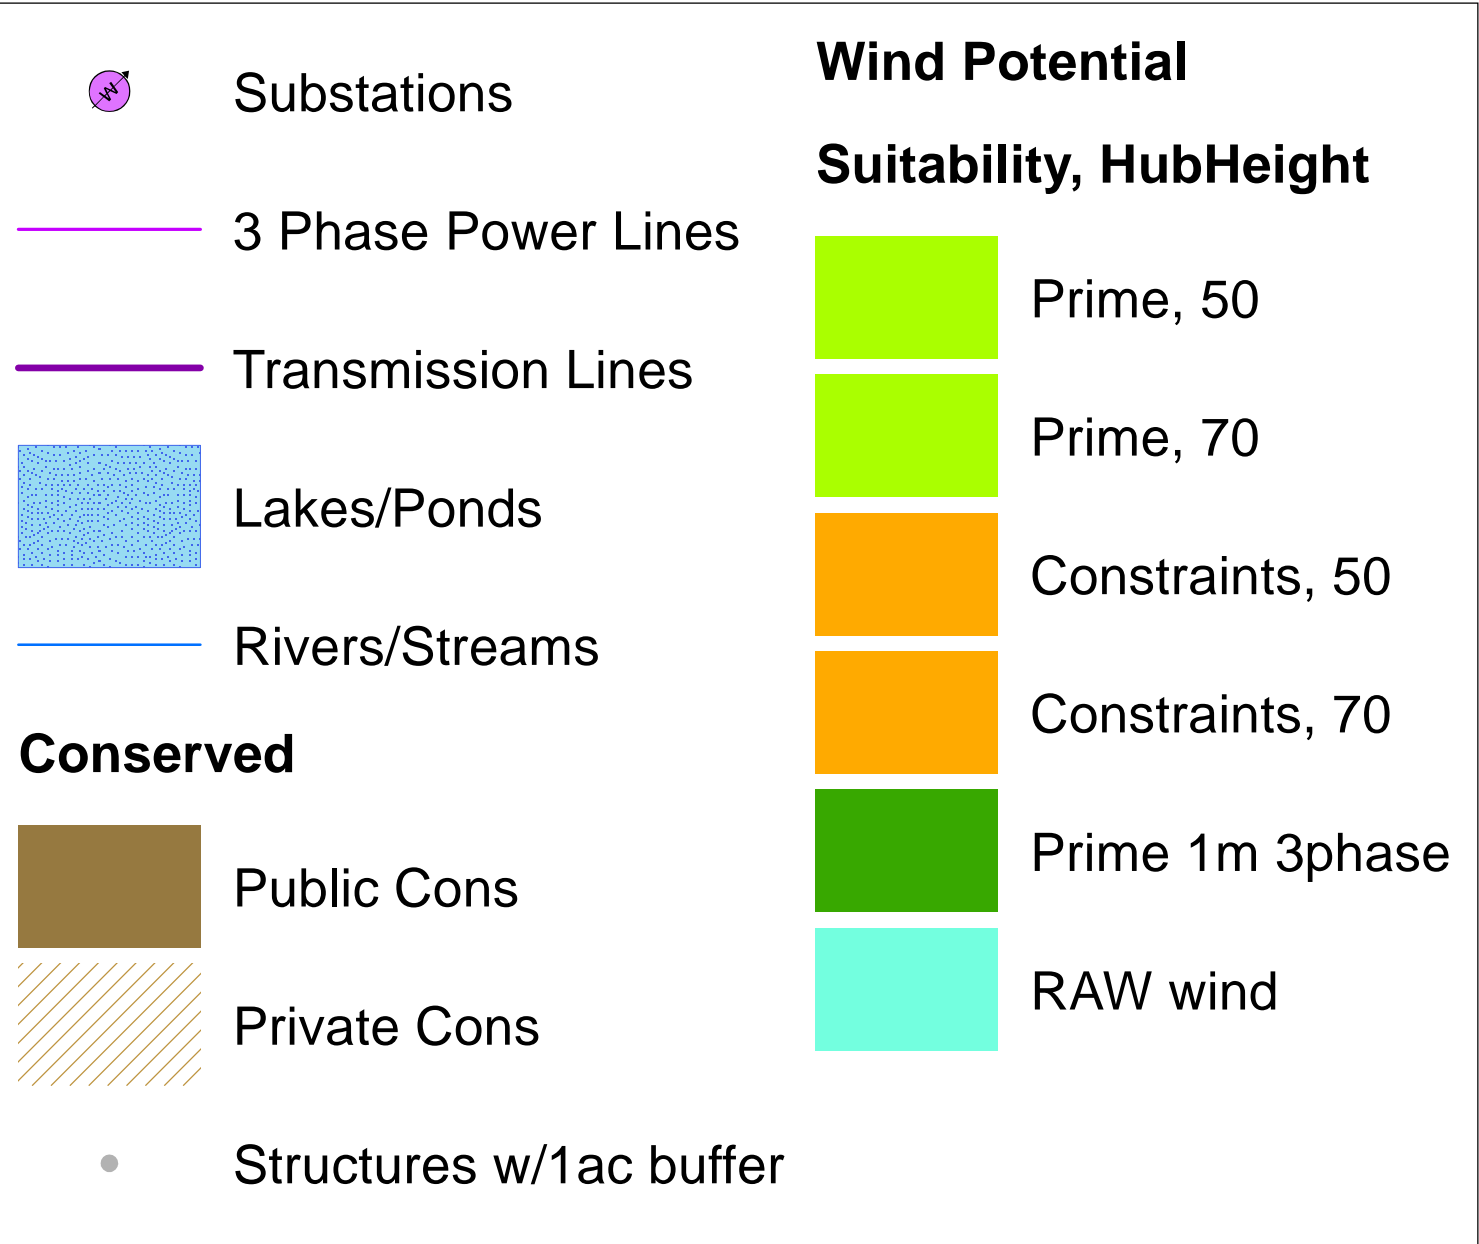 Substations
3 Phase Power Lines
Transmission Lines
Lakes/Ponds
Rivers/Streams
Conserved
Public Cons
Private Cons
Structures w/1ac buffer
Wind Potential
Suitability, HubHeight
Prime, 50
Prime, 70
Constraints, 50
Constraints, 70
Prime 1m 3phase
RAW wind